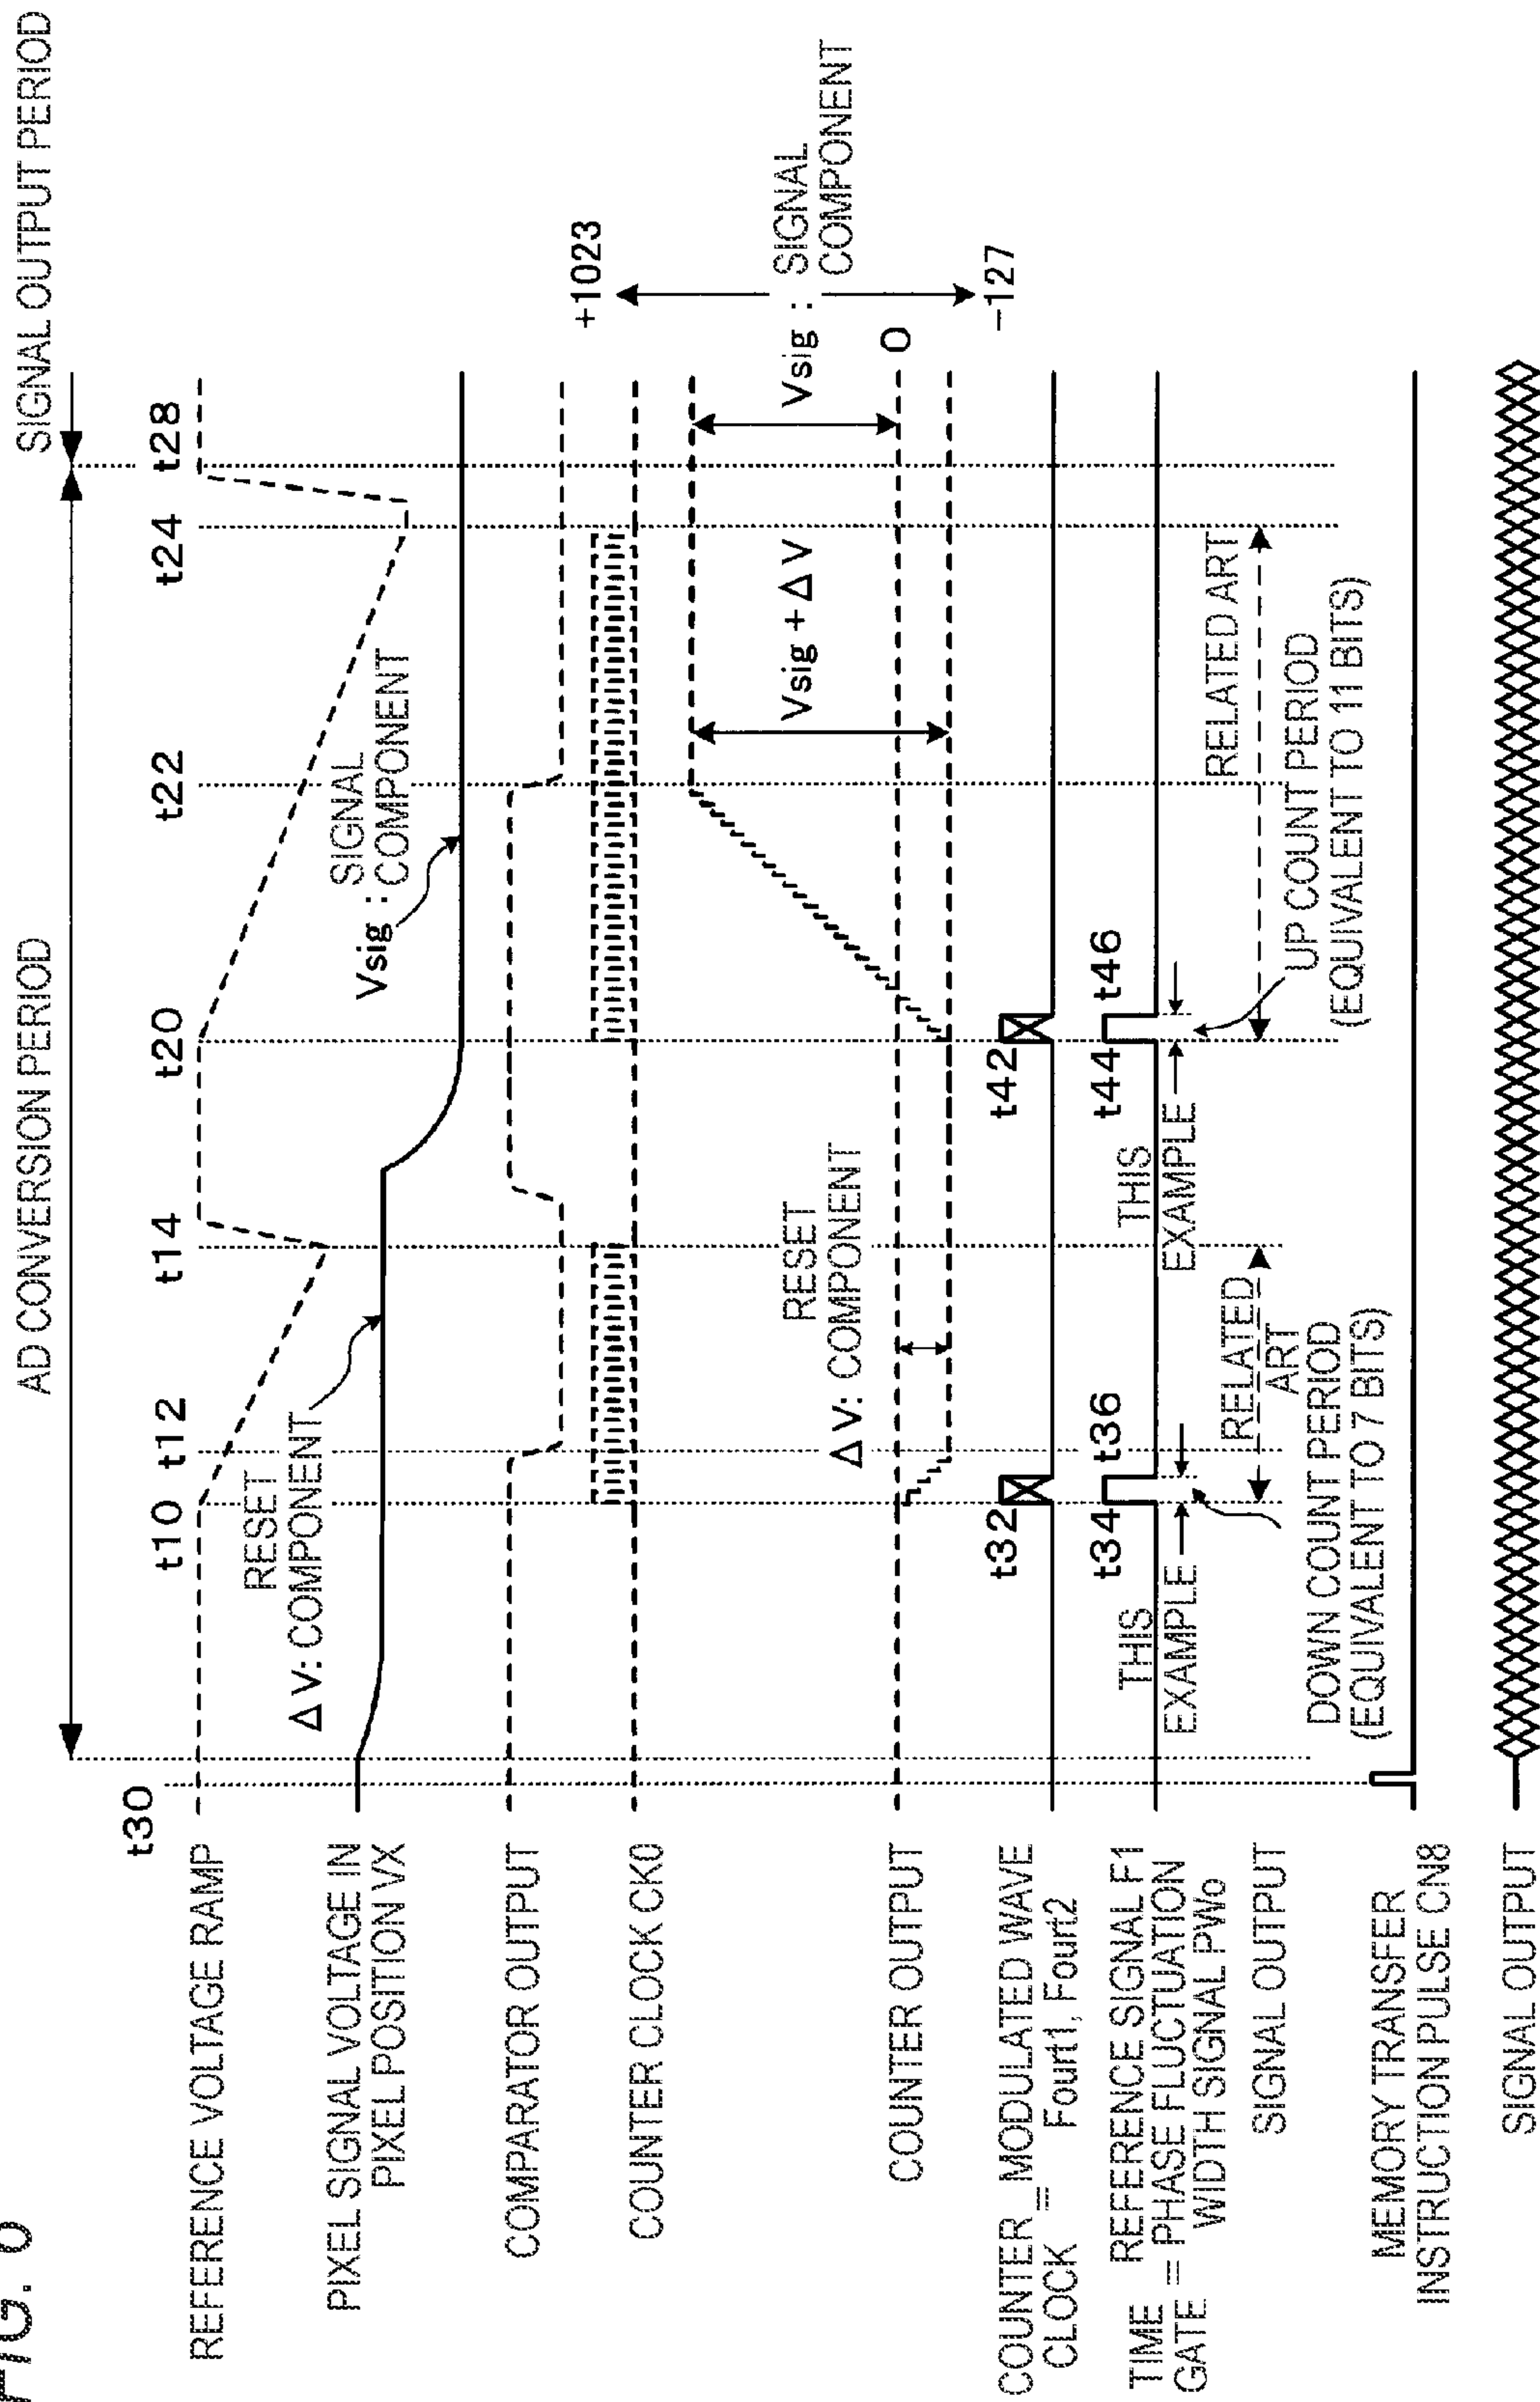 FIG. 6
AD CONVERSION PERIOD
SIGNAL OUTPUT PERIOD
t30
t10
t12
t14
t20
t22
t24
t28
REFERENCE VOLTAGE RAMP
RESET
ΔV: COMPONENT
Vsig : SIGNAL
COMPONENT
PIXEL SIGNAL VOLTAGE IN
PIXEL POSITION VX
COMPARATOR OUTPUT
COUNTER CLOCK CK0
+1023
RESET
ΔV: COMPONENT
Vsig + ΔV
Vsig : SIGNAL
COMPONENT
COUNTER OUTPUT
0
−127
COUNTER = MODULATED WAVE
CLOCK Fourt1, Fourt2
t32
t42
TIME GATE = REFERENCE SIGNAL F1
PHASE FLUCTUATION
WIDTH SIGNAL PWo
t34
t36
t44
t46
THIS
EXAMPLE
THIS
EXAMPLE
RELATED
ART
RELATED ART
SIGNAL OUTPUT
DOWN COUNT PERIOD
(EQUIVALENT TO 7 BITS)
UP COUNT PERIOD
(EQUIVALENT TO 11 BITS)
MEMORY TRANSFER
INSTRUCTION PULSE CN8
SIGNAL OUTPUT